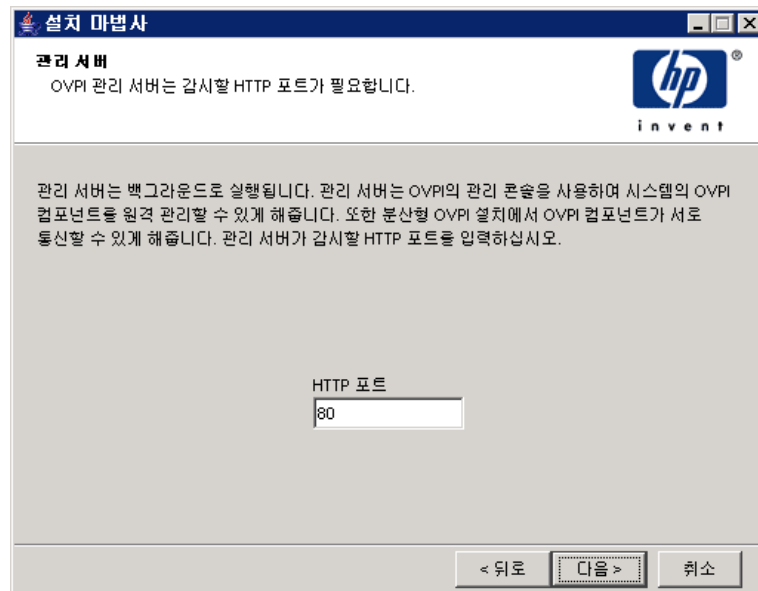 설치 마법사
관리 서버
OVPI 관리 서버는 감시할 HTTP 포트가 필요합니다.
hp
®
invent
관리 서버는 백그라운드로 실행됩니다. 관리 서버는 OVPI의 관리 콘솔을 사용하여 시스템의 OVPI
컴포넌트를 원격 관리할 수 있게 해줍니다. 또한 분산형 OVPI 설치에서 OVPI 컴포넌트가 서로
통신할 수 있게 해줍니다. 관리 서버가 감시할 HTTP 포트를 입력하십시오.
HTTP 포트
80
< 뒤로
다음 >
취소